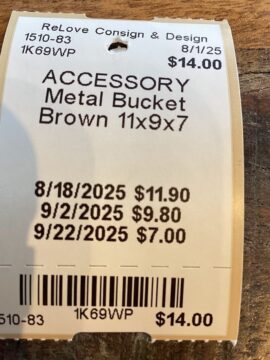 ReLove Consign & Design
1510-83 8/1/25
1K69WP $14.00
ACCESSORY
Metal Bucket
Brown 11x9x7
8/18/2025 $11.90
9/2/2025 $9.80
9/22/2025 $7.00
510-83 1K69WP $14.00